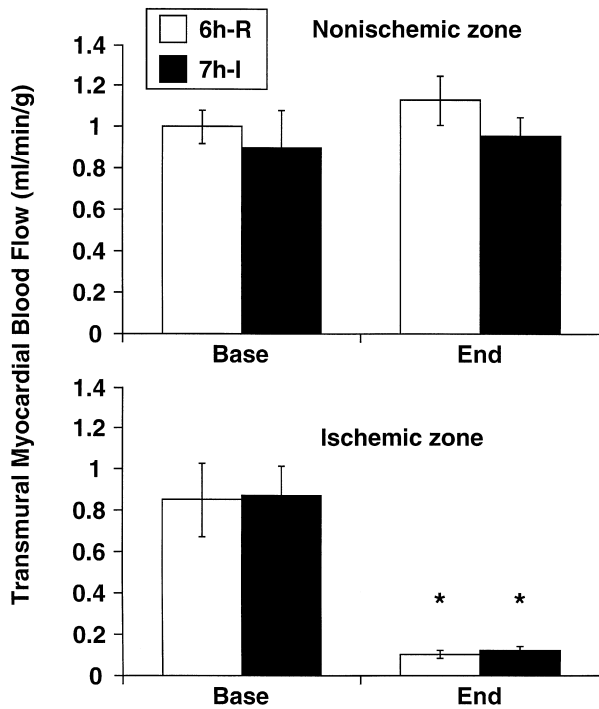 Transmural Myocardial Blood Flow (ml/min/g)
6h-R
7h-I
Nonischemic zone
1.4
1.2
1
0.8
0.6
0.4
0.2
0
Base End
Ischemic zone
1.4
1.2
1
0.8
0.6
0.4
0.2
0
* *
Base End